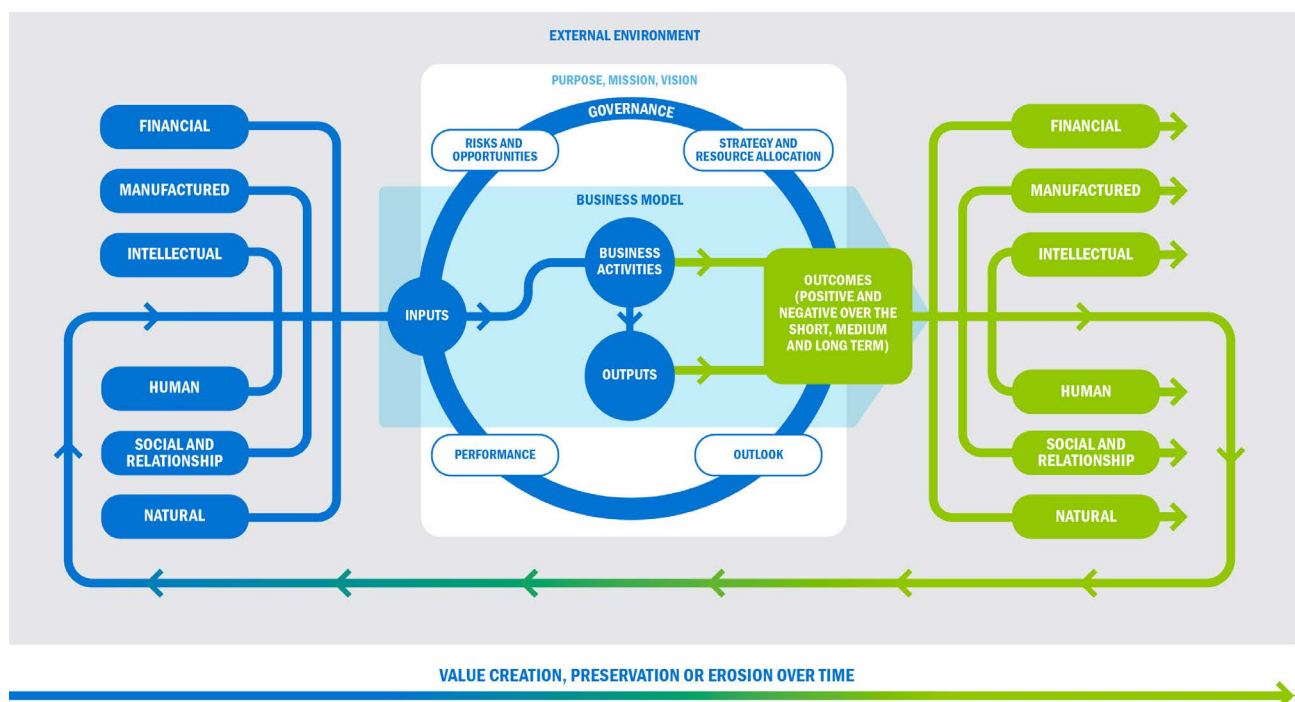 EXTERNAL ENVIRONMENT
PURPOSE, MISSION, VISION
GOVERNANCE
RISKS AND
OPPORTUNITIES
STRATEGY AND
RESOURCE ALLOCATION
FINANCIAL
MANUFACTURED
INTELLECTUAL
HUMAN
SOCIAL AND
RELATIONSHIP
NATURAL
BUSINESS MODEL
INPUTS
BUSINESS
ACTIVITIES
OUTPUTS
OUTCOMES
(POSITIVE AND
NEGATIVE OVER THE
SHORT, MEDIUM
AND LONG TERM)
PERFORMANCE
OUTLOOK
FINANCIAL
MANUFACTURED
INTELLECTUAL
HUMAN
SOCIAL AND
RELATIONSHIP
NATURAL
VALUE CREATION, PRESERVATION OR EROSION OVER TIME